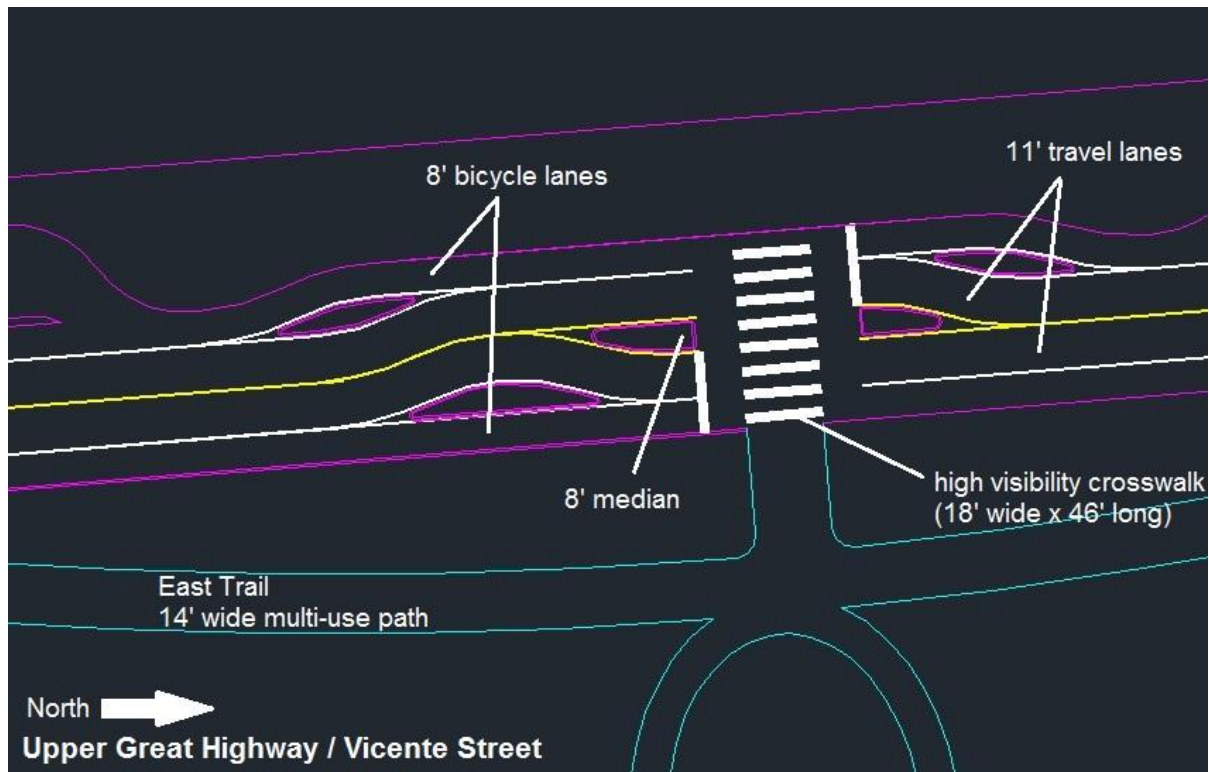 11' travel lanes
8' bicycle lanes
8' median
high visibility crosswalk
(18' wide x 46' long)
East Trail
14' wide multi-use path
North
Upper Great Highway / Vicente Street